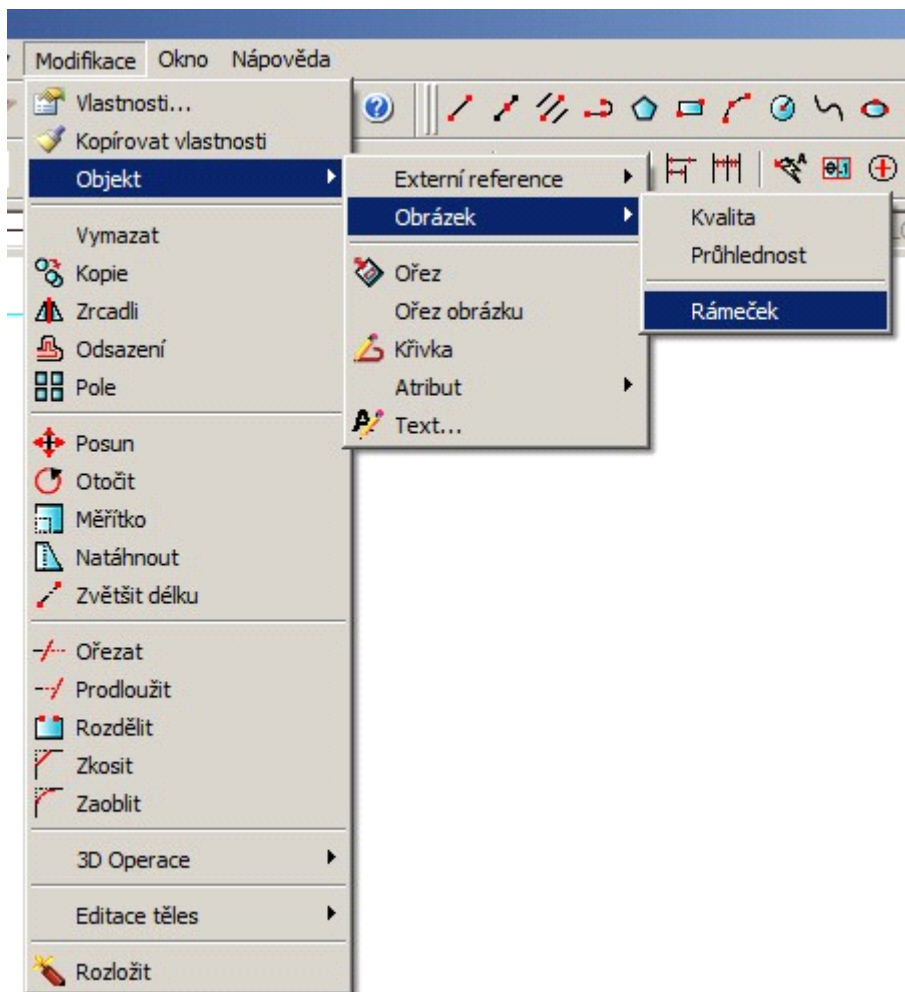 Modifikace Okno Nápověda
Vlastnosti...
Kopírovat vlastnosti
Objekt
Vymazat
Kopie
Zrcadli
Odsazení
Pole
Posun
Otočit
Měřítko
Natáhnout
Zvětšit délku
Ořezat
Prodloužit
Rozdělit
Zkosit
Zaoblit
3D Operace
Editace těles
Rozložit
Externí reference
Obrázek
Ořez
Ořez obrázku
Křivka
Atribut
Text...
Kvalita
Průhlednost
Rámeček